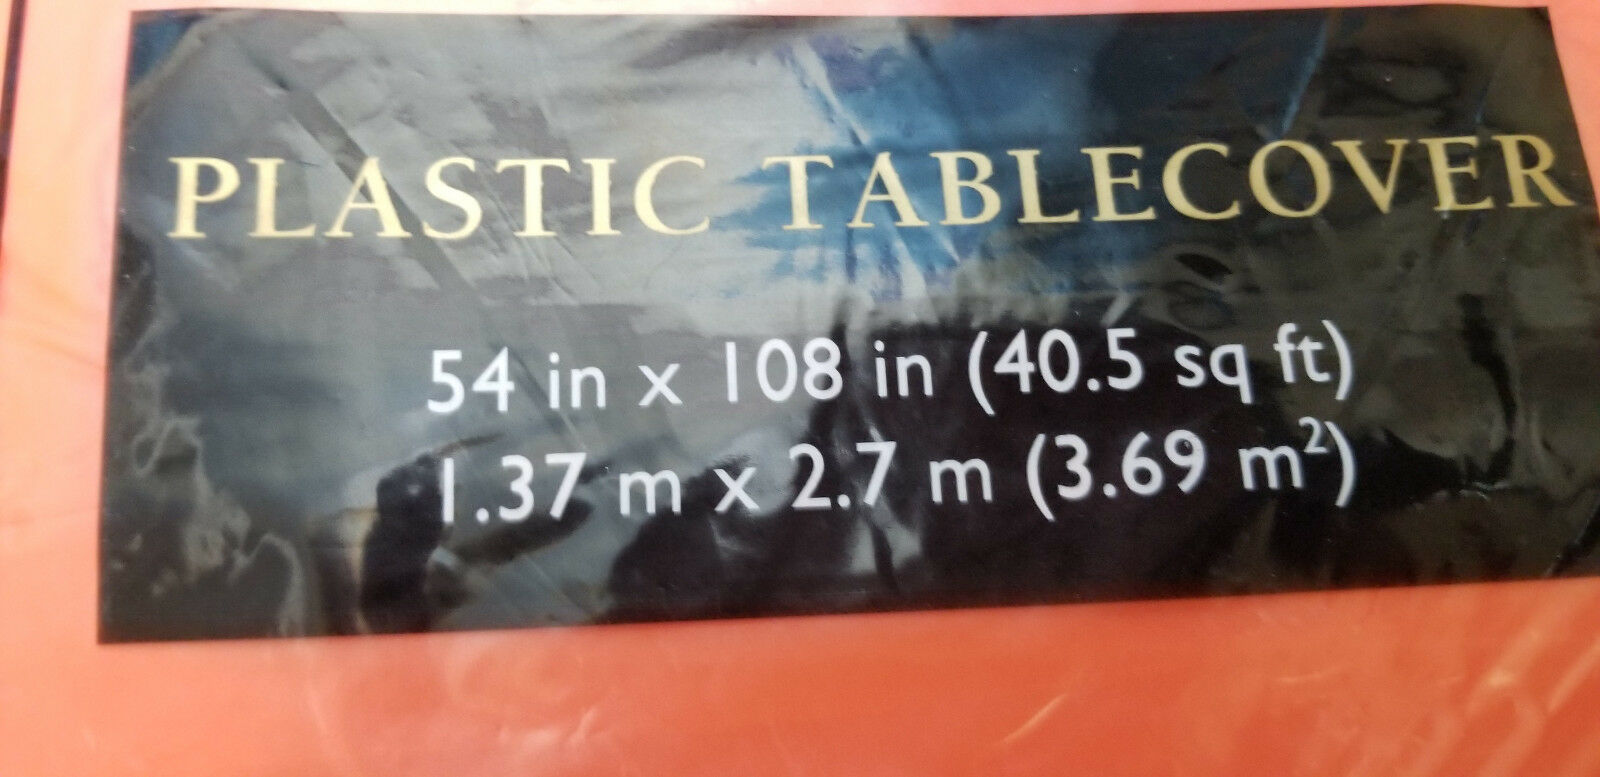 PLASTIC TABLECOVER
54 in x 108 in (40.5 sq ft)
1.37 m x 2.7 m (3.69 m²)